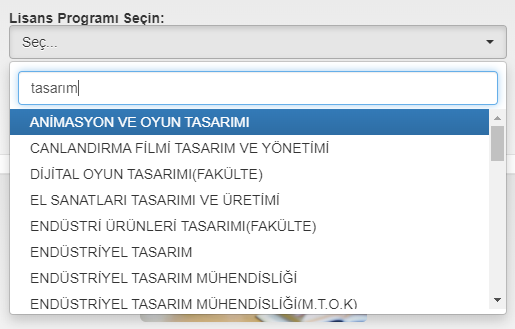 Lisans Programı Seçin:
Seç...
tasarım
ANİMASYON VE OYUN TASARIMI
CANLANDIRMA FİLMİ TASARIM VE YÖNETİMİ
DİJİTAL OYUN TASARIMI(FAKÜLTE)
EL SANATLARI TASARIMI VE ÜRETİMİ
ENDÜSTRİ ÜRÜNLERİ TASARIMI(FAKÜLTE)
ENDÜSTRİYEL TASARIM
ENDÜSTRİYEL TASARIM MÜHENDİSLİĞİ
ENDÜSTRİYEL TASARIM MÜHENDİSLİĞİ(M.T.O.K)